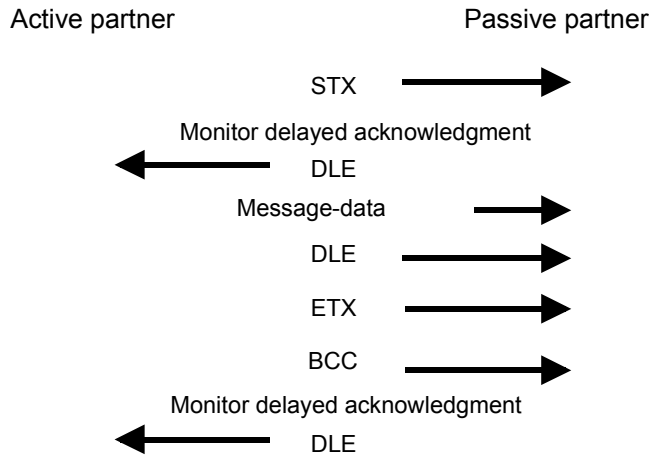 Active partner Passive partner
STX
Monitor delayed acknowledgment
DLE
Message-data
DLE
ETX
BCC
Monitor delayed acknowledgment
DLE